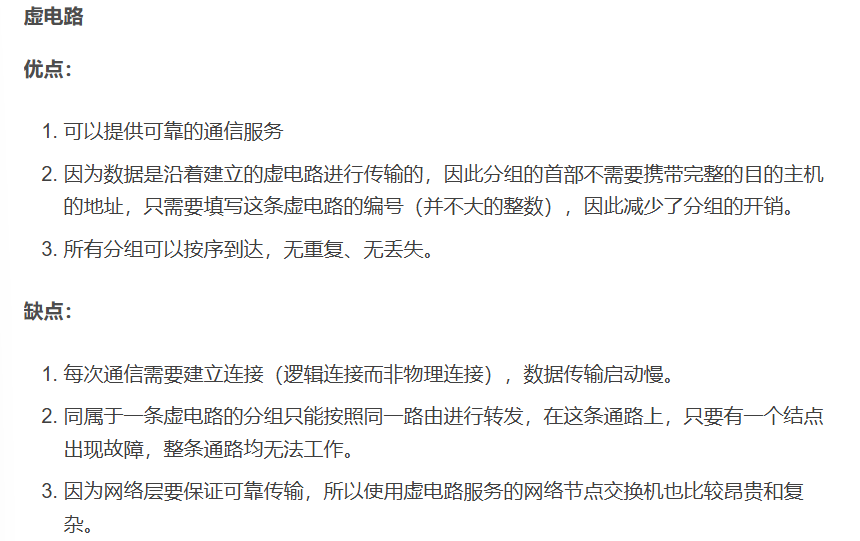 虚电路
优点：
1. 可以提供可靠的通信服务
2. 因为数据是沿着建立的虚电路进行传输的，因此分组的首部不需要携带完整的目的主机
的地址，只需要填写这条虚电路的编号（并不大的整数），因此减少了分组的开销。
3. 所有分组可以按序到达，无重复、无丢失。
缺点：
1. 每次通信需要建立连接（逻辑连接而非物理连接），数据传输启动慢。
2. 同属于一条虚电路的分组只能按照同一路由进行转发，在这条通路上，只要有一个结点
出现故障，整条通路均无法工作。
3. 因为网络层要保证可靠传输，所以使用虚电路服务的网络节点交换机也比较昂贵和复
杂。